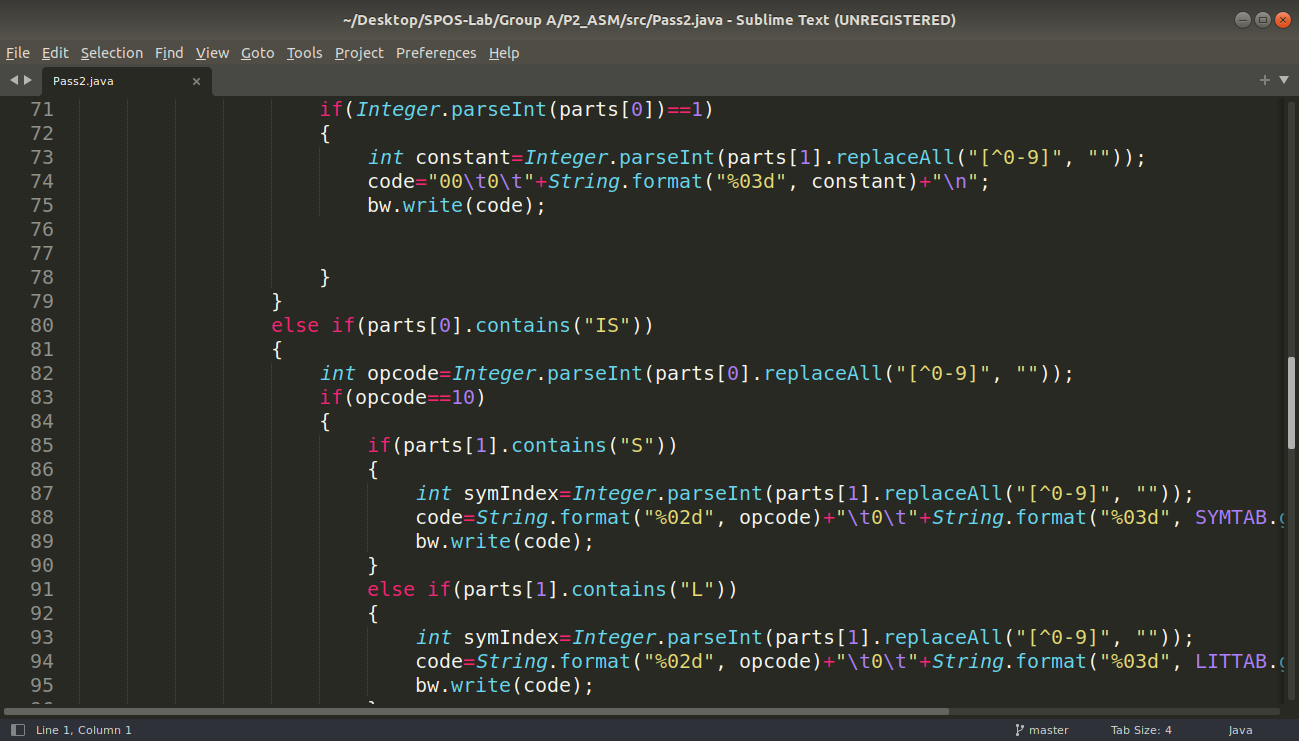 ~/Desktop/SPOS-Lab/Group A/P2_ASM/src/Pass2.java - Sublime Text (UNREGISTERED)
File Edit Selection Find View Goto Tools Project Preferences Help
Pass2.java
71 if(Integer.parseInt(parts[0])==1)
72 {
73 int constant=Integer.parseInt(parts[1].replaceAll("[^0-9]", ""));
74 code="00\t0\t"+String.format("%03d", constant)+"\n";
75 bw.write(code);
76
77
78 }
79 }
80 else if(parts[0].contains("IS"))
81 {
82 int opcode=Integer.parseInt(parts[0].replaceAll("[^0-9]", ""));
83 if(opcode==10)
84 {
85 if(parts[1].contains("S"))
86 {
87 int symIndex=Integer.parseInt(parts[1].replaceAll("[^0-9]", ""));
88 code=String.format("%02d", opcode)+"\t0\t"+String.format("%03d", SYMTAB.g
89 bw.write(code);
90 }
91 else if(parts[1].contains("L"))
92 {
93 int symIndex=Integer.parseInt(parts[1].replaceAll("[^0-9]", ""));
94 code=String.format("%02d", opcode)+"\t0\t"+String.format("%03d", LITTAB.g
95 bw.write(code);
Line 1, Column 1 master Tab Size: 4 Java